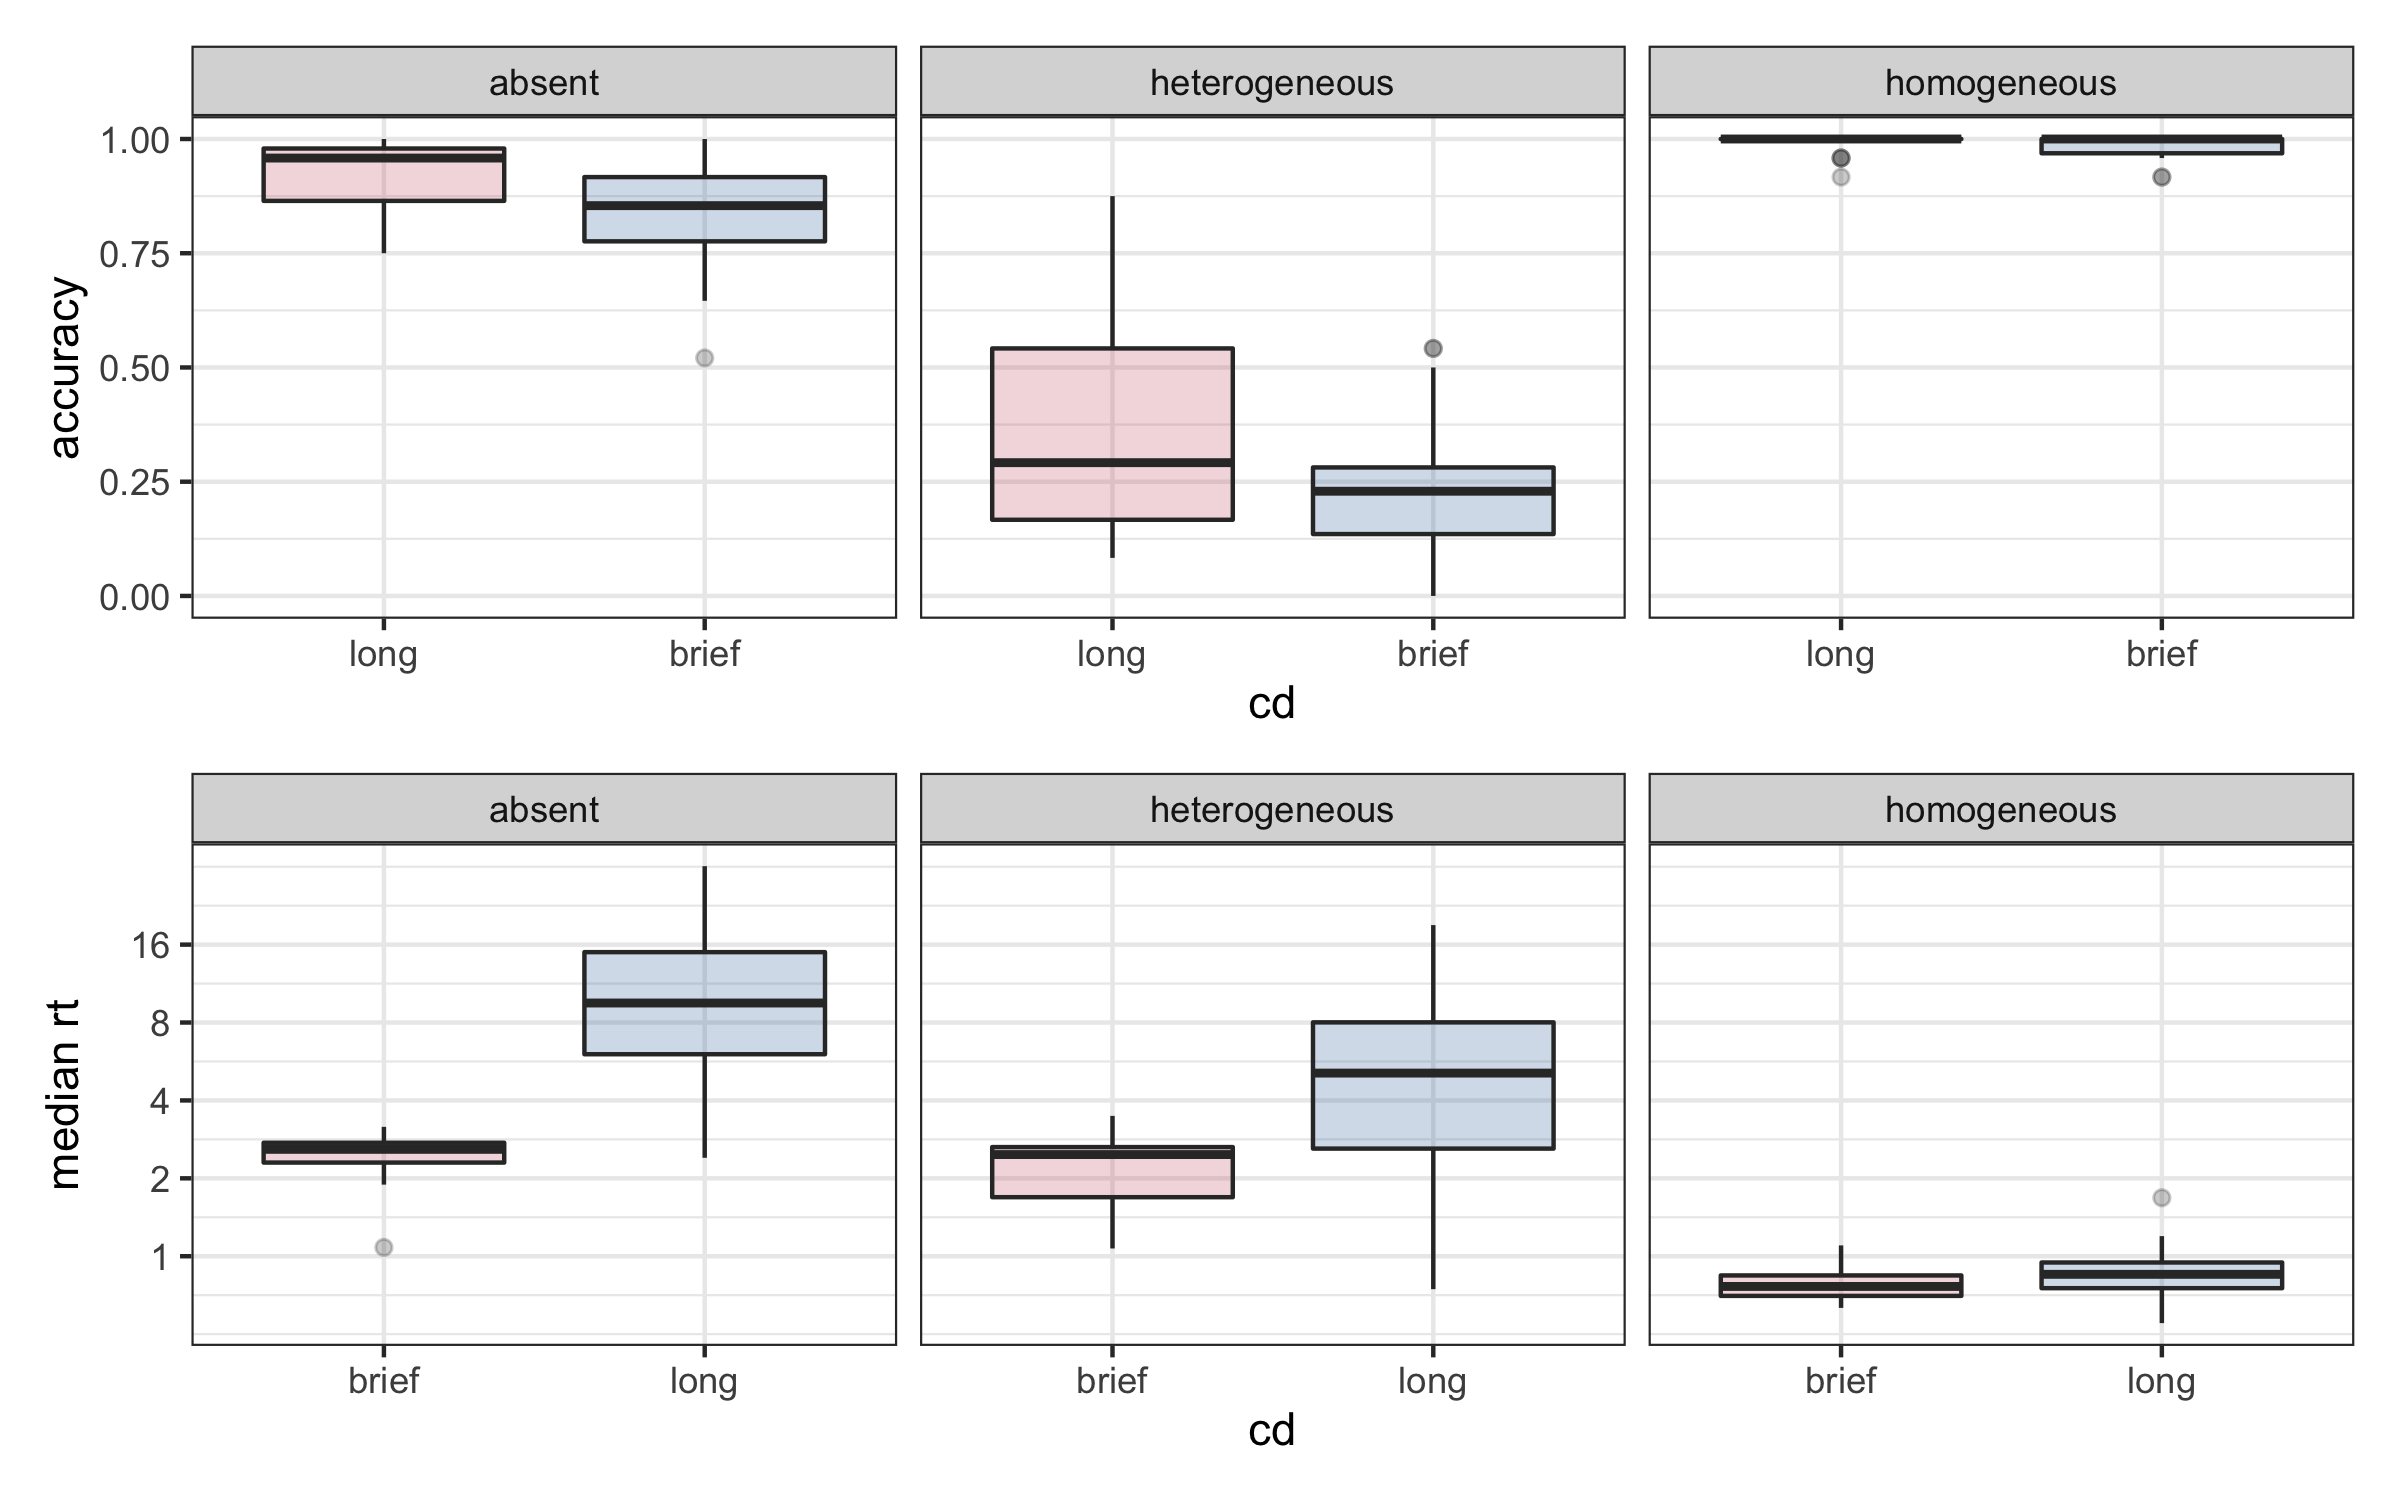 absent heterogeneous homogeneous
1.00
0.75
0.50
0.25
0.00
accuracy
long brief long brief long brief
cd
absent heterogeneous homogeneous
16
8
4
2
1
median rt
brief long brief long brief long
cd